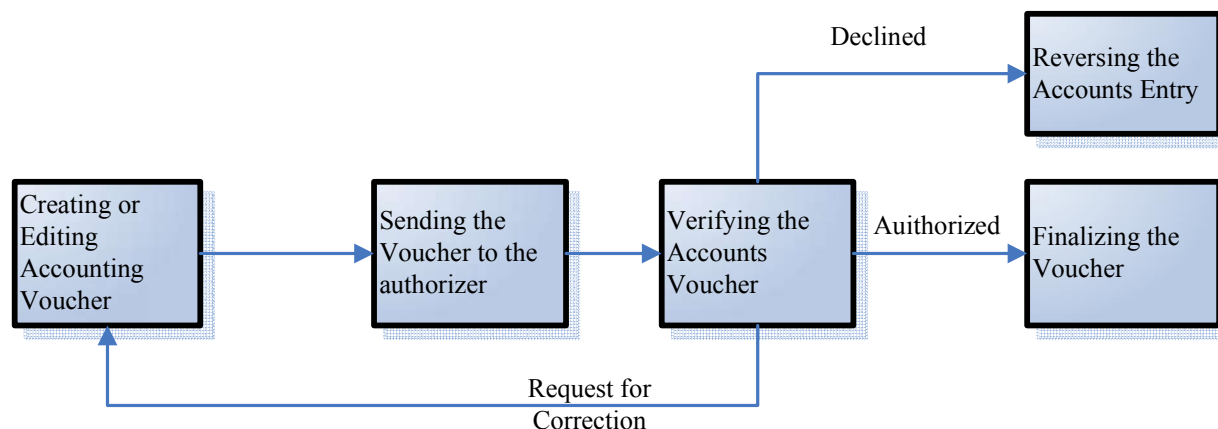 Declined
Reversing the
Accounts Entry
Creating or
Editing
Accounting
Voucher
Sending the
Voucher to the
authorizer
Verifying the
Accounts
Voucher
Auithorized
Finalizing the
Voucher
Request for
Correction